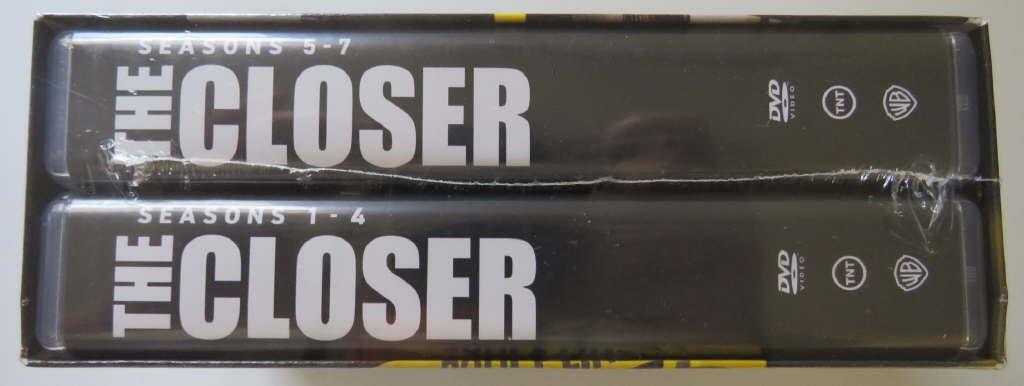 SEASONS 5-7
THE CLOSER
DVD VIDEO
TNT
WB
SEASONS 1-4
THE CLOSER
DVD VIDEO
TNT
WB